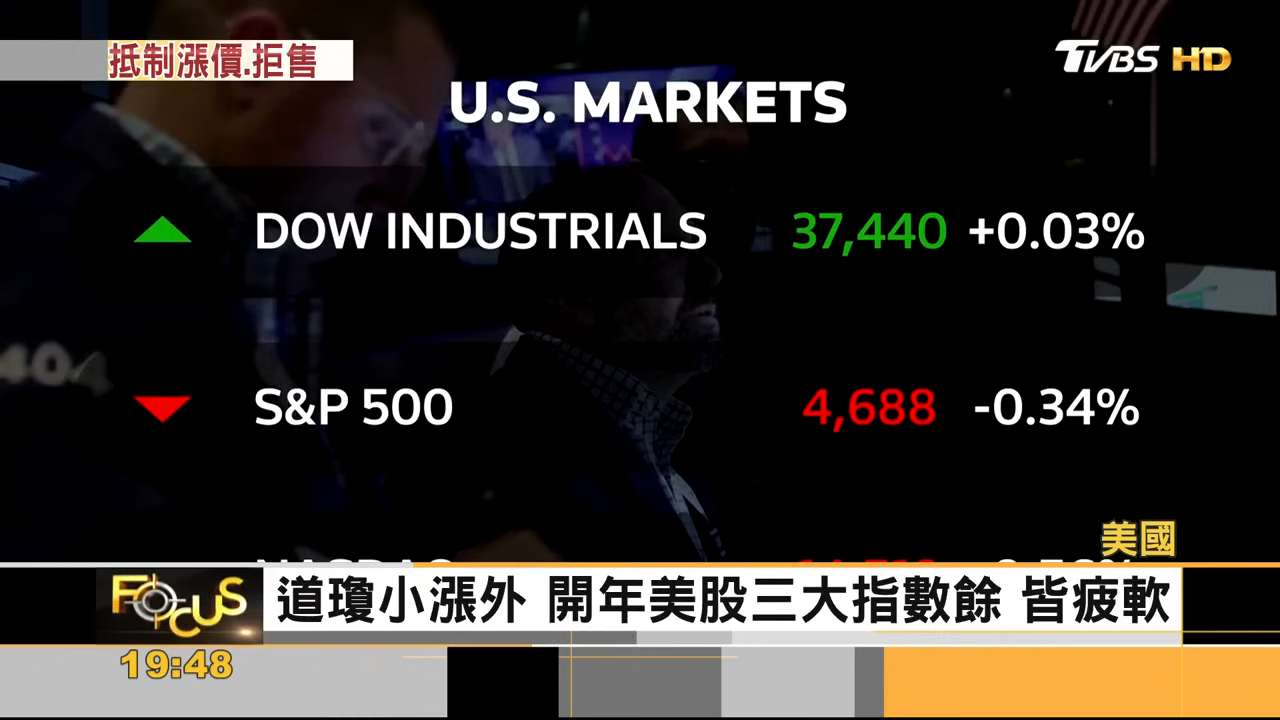 抵制漲價.拒售
TVBS HD
U.S. MARKETS
DOW INDUSTRIALS 37,440 +0.03%
S&P 500 4,688 -0.34%
美國
FOCUS
道瓊小漲外 開年美股三大指數餘 皆疲軟
19:48